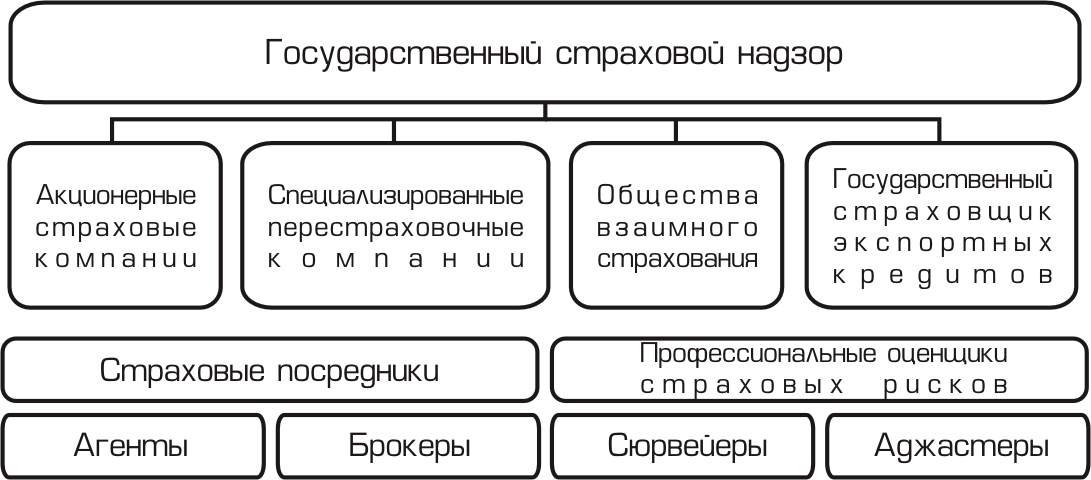 Государственный страховой надзор
Акционерные
страховые
компании
Специализированные
перестраховочные
компании
Общества
взаимного
страхования
Государственный
страховщик
экспортных
кредитов
Страховые посредники
Профессиональные оценщики
страховых рисков
Агенты
Брокеры
Сюрвейеры
Аджастеры